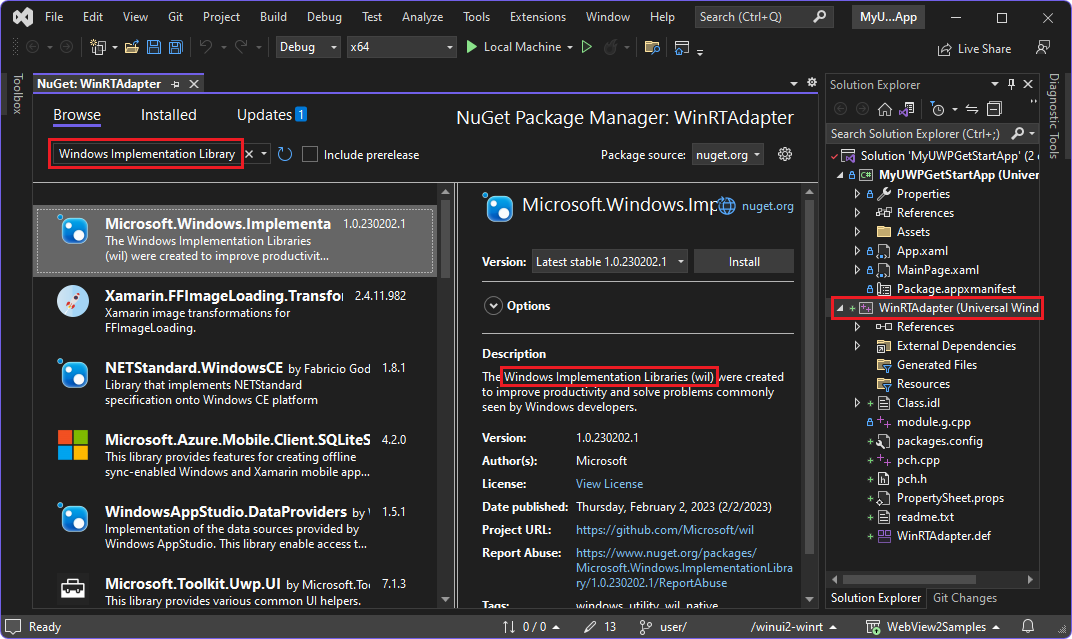 File Edit View Git Project Build Debug Test Analyze Tools Extensions Window Help Search (Ctrl+Q) MyU...App
Debug x64 Local Machine Live Share
Toolbox
NuGet: WinRTAdapter
Browse Installed Updates 1
NuGet Package Manager: WinRTAdapter
Windows Implementation Library Include prerelease Package source: nuget.org
Microsoft.Windows.Implementa 1.0.230202.1
The Windows Implementation Libraries
(wil) were created to improve productivit...
Xamarin.FFImageLoading.Transfo 2.4.11.982
Xamarin image transformations for
FFImageLoading.
NETStandard.WindowsCE by Fabricio God 1.8.1
Library that implements NETStandard
specification onto Windows CE platform
Microsoft.Azure.Mobile.Client.SQLiteS 4.2.0
This library provides features for creating offline
sync-enabled Windows and Xamarin mobile app...
WindowsAppStudio.DataProviders by 1.5.1
Implementation of the data sources provided by
Windows AppStudio. This library enable access t...
Microsoft.Toolkit.Uwp.UI by Microsoft.To 7.1.3
This library provides various common UI helpers.
Microsoft.Windows.Imp nuget.org
Version: Latest stable 1.0.230202.1 Install
Options
Description
The Windows Implementation Libraries (wil) were created
to improve productivity and solve problems commonly
seen by Windows developers.
Version: 1.0.230202.1
Author(s): Microsoft
License: View License
Date published: Thursday, February 2, 2023 (2/2/2023)
Project URL: https://github.com/Microsoft/wil
Report Abuse: https://www.nuget.org/packages/
Microsoft.Windows.ImplementationLibra
ry/1.0.230202.1/ReportAbuse
Tags: windows utility wil native
Solution Explorer
Search Solution Explorer (Ctrl+;)
Solution 'MyUWPGetStartApp' (2
MyUWPGetStartApp (Univer
Properties
References
Assets
App.xaml
MainPage.xaml
Package.appxmanifest
WinRTAdapter (Universal Wind
References
External Dependencies
Generated Files
Resources
Class.idl
module.g.cpp
packages.config
pch.cpp
pch.h
PropertySheet.props
readme.txt
WinRTAdapter.def
Solution Explorer Git Changes
Diagnostic Tools
Ready 0 / 0 13 user/ /winui2-winrt WebView2Samples